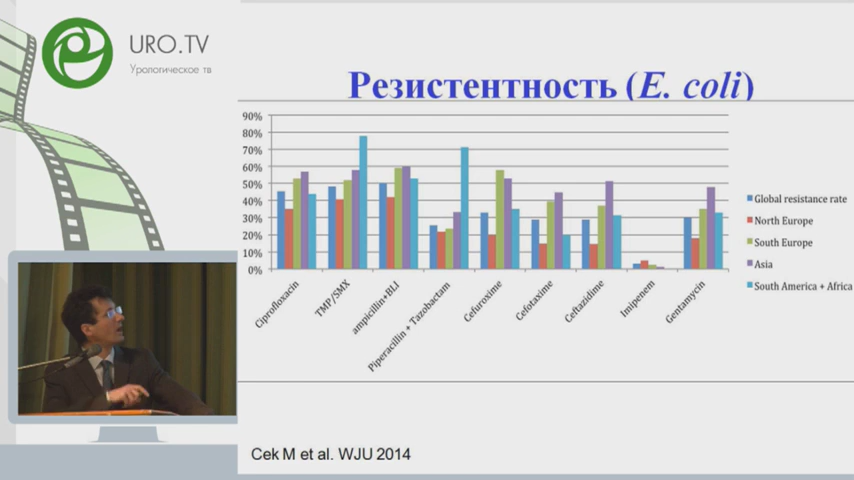 URO.TV
Урологическое тв
Резистентность (E. coli)
90%
80%
70%
60%
50%
40%
30%
20%
10%
0%
Ciprofloxacin
TMP/SMX
ampicillin+BLI
Piperacillin + Tazobactam
Cefuroxime
Cefotaxime
Ceftazidime
Imipenem
Gentamycin
Global resistance rate
North Europe
South Europe
Asia
South America + Africa
Cek M et al. WJU 2014